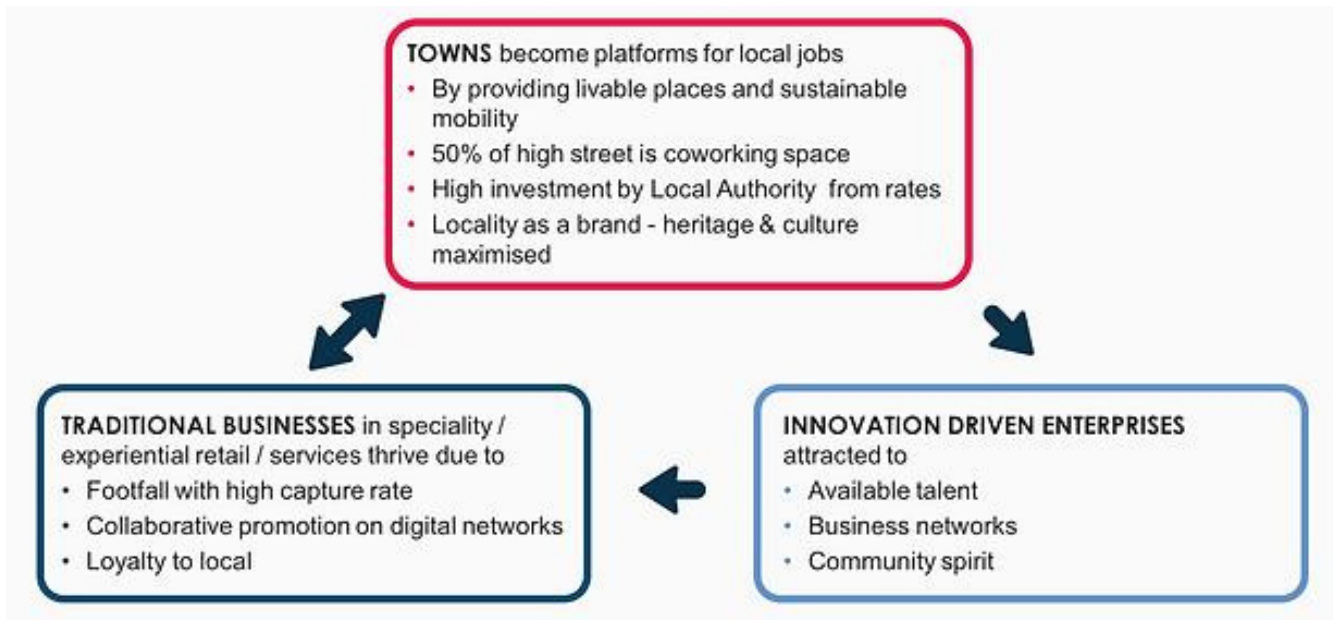 TOWNS become platforms for local jobs
• By providing livable places and sustainable
mobility
• 50% of high street is coworking space
• High investment by Local Authority from rates
• Locality as a brand - heritage & culture
maximised
TRADITIONAL BUSINESSES in speciality /
experiential retail / services thrive due to
• Footfall with high capture rate
• Collaborative promotion on digital networks
• Loyalty to local
INNOVATION DRIVEN ENTERPRISES
attracted to
• Available talent
• Business networks
• Community spirit